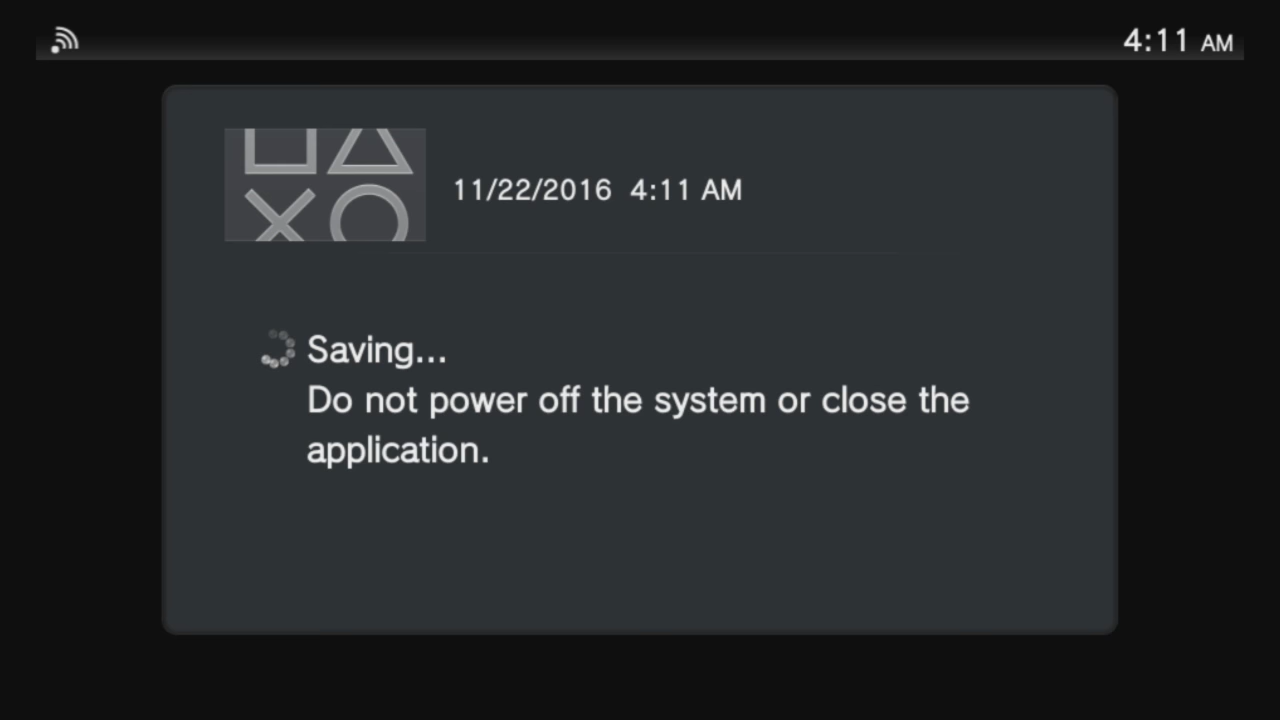 4:11 AM
11/22/2016 4:11 AM
Saving...
Do not power off the system or close the
application.